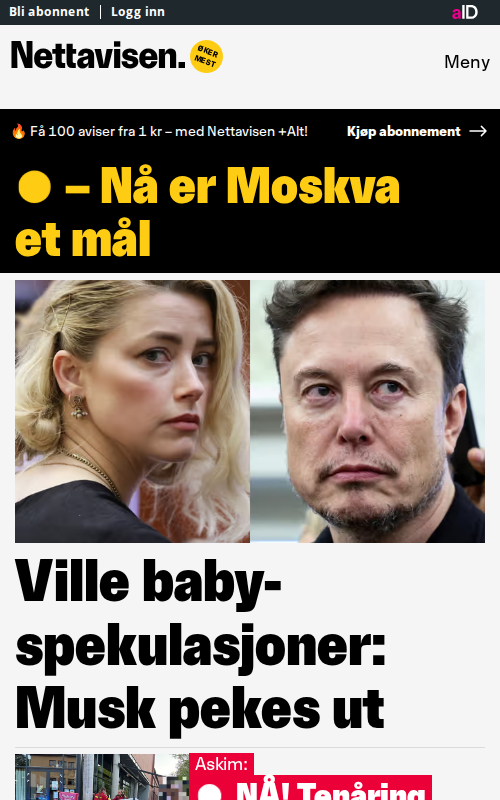 Bli abonnent | Logg inn
aID
Nettavisen.
ØKER
MEST
Meny
Få 100 aviser fra 1 kr – med Nettavisen +Alt!
Kjøp abonnement →
– Nå er Moskva
et mål
Ville baby-
spekulasjoner:
Musk pekes ut
Askim:
NÅ! Tenåring